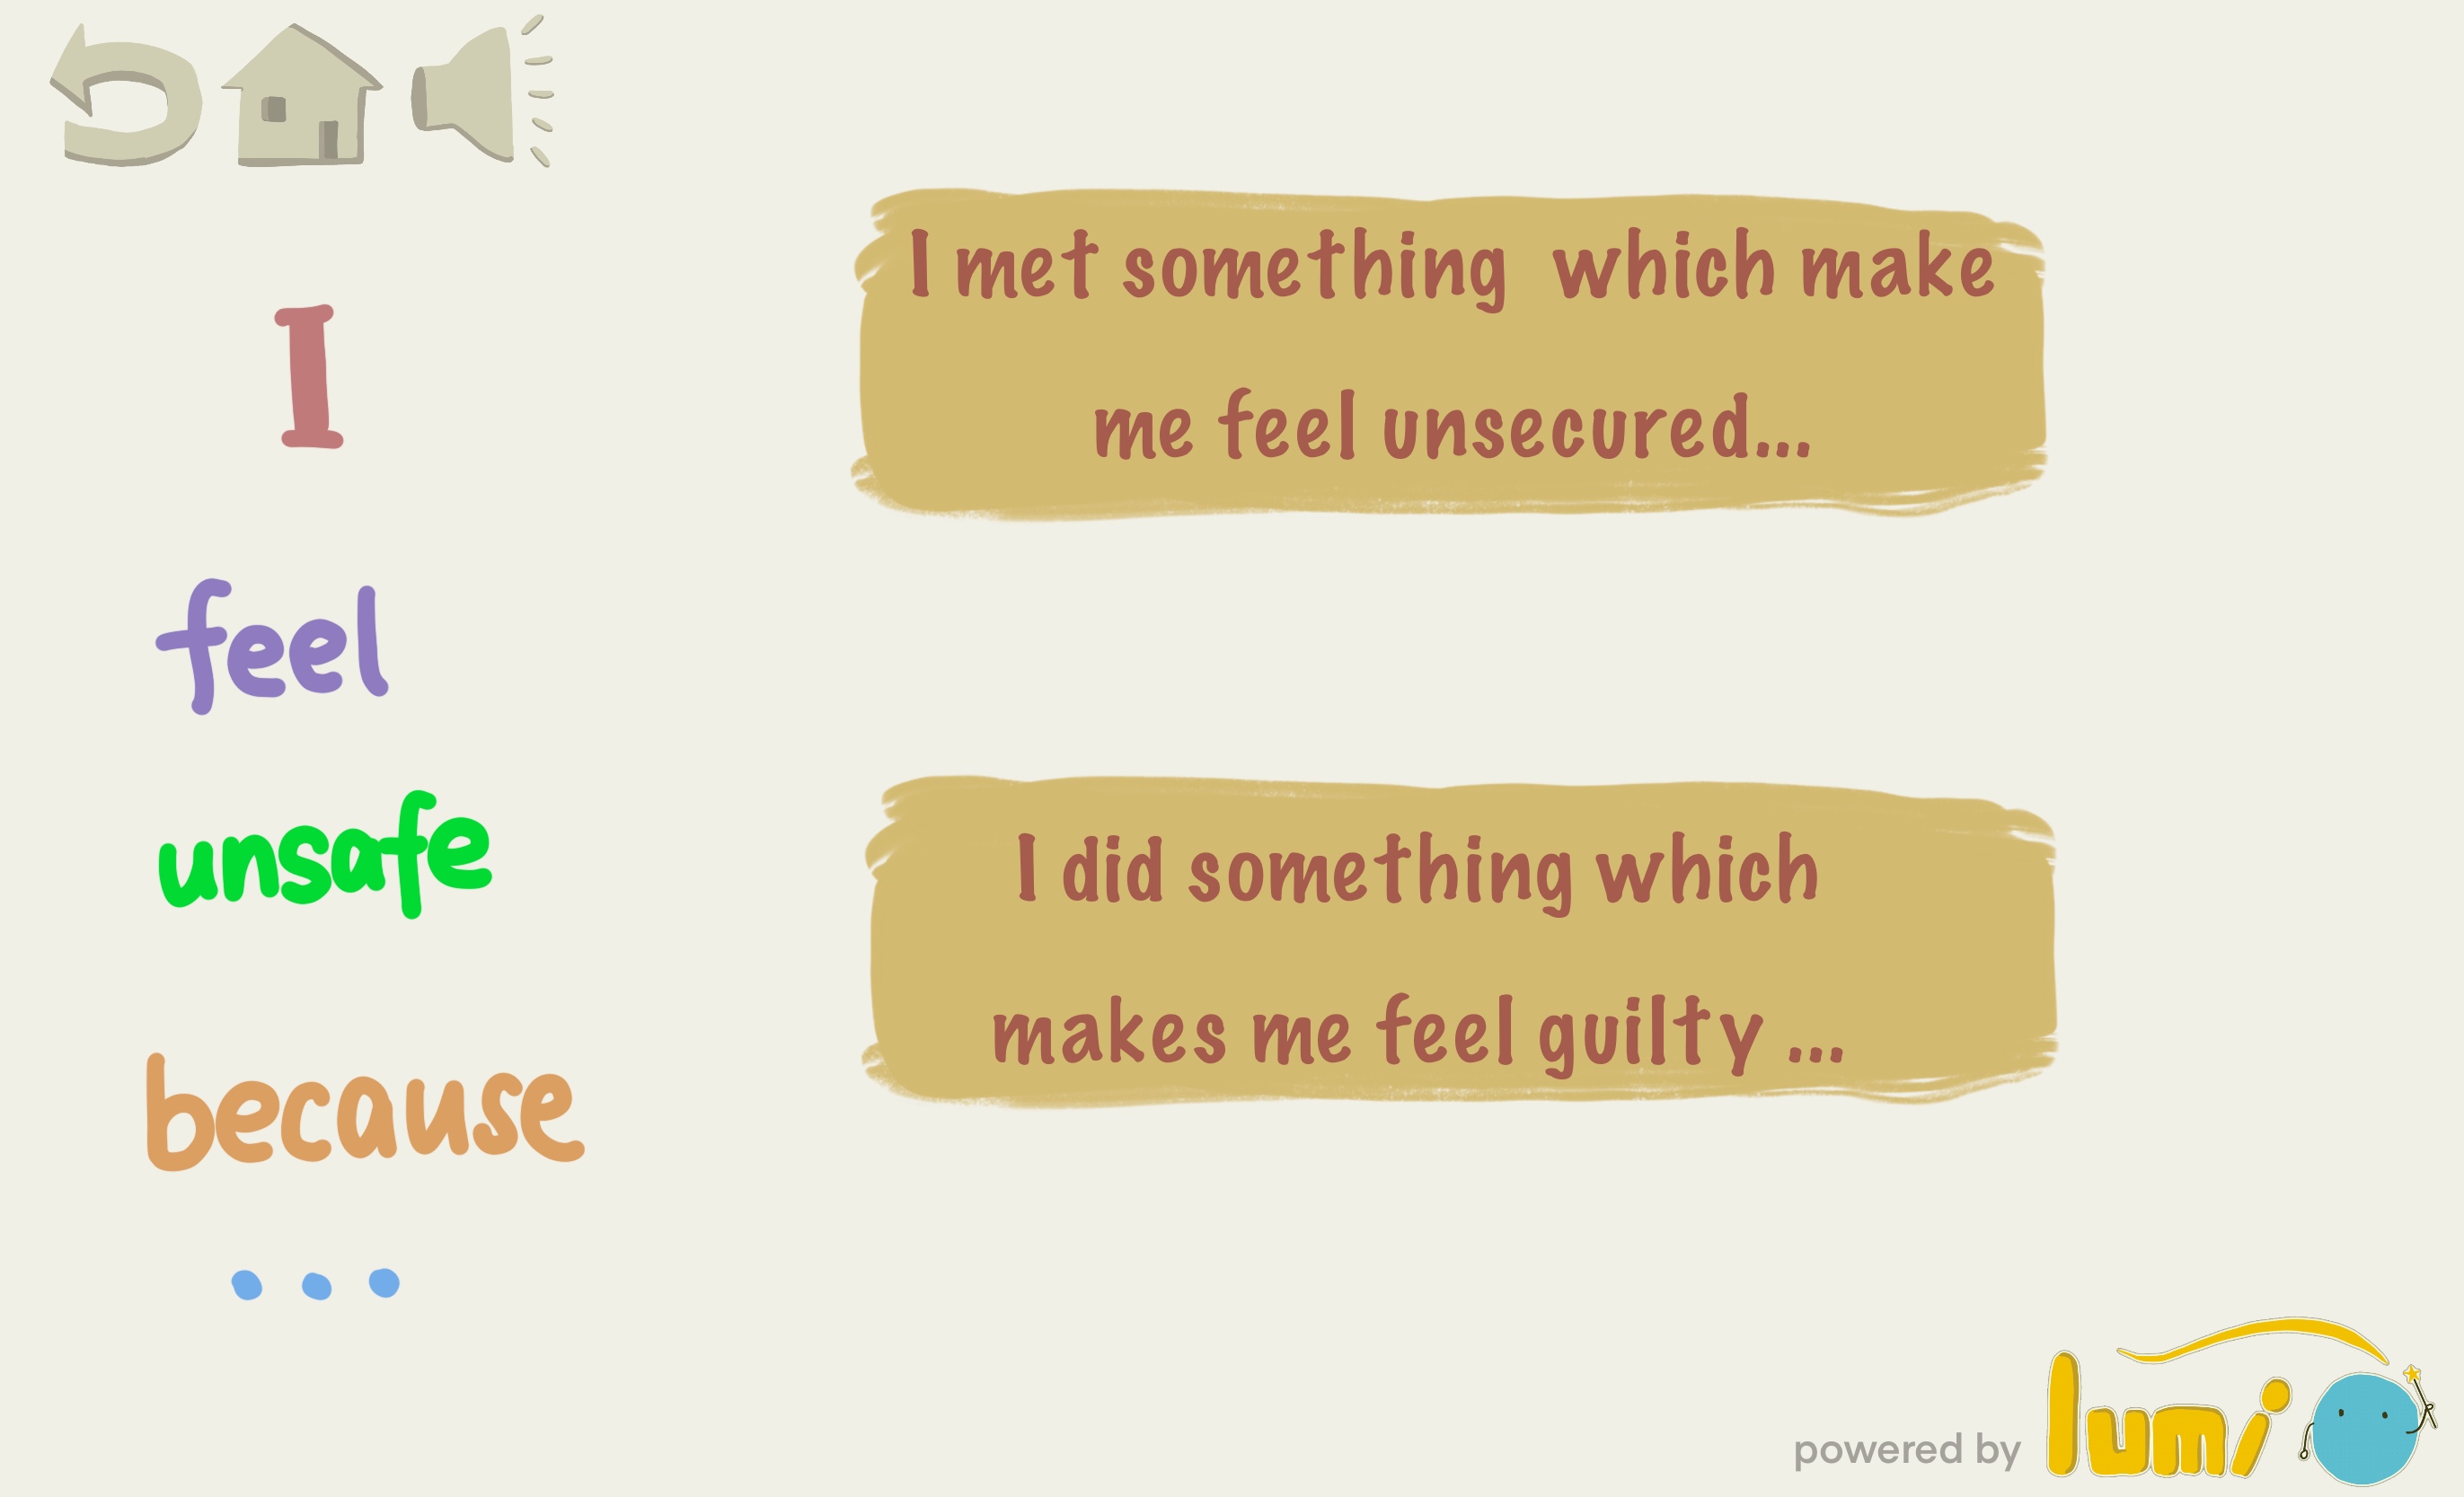 I
feel
unsafe
because
...
I met something which make
me feel unsecured...
I did something which
makes me feel guilty ...
powered by lumi